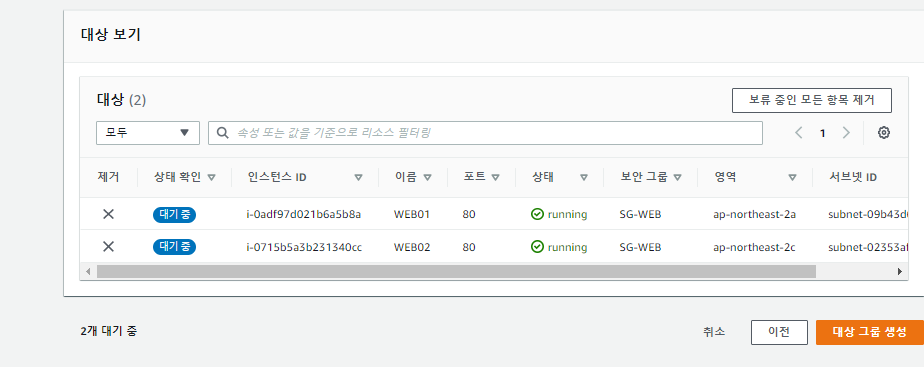 대상 보기
대상 (2)
보류 중인 모든 항목 제거
모두
속성 또는 값을 기준으로 리소스 필터링
1
제거 상태 확인 인스턴스 ID 이름 포트 상태 보안 그룹 영역 서브넷 ID
대기 중 i-0adf97d021b6a5b8a WEB01 80 running SG-WEB ap-northeast-2a subnet-09b43d
대기 중 i-0715b5a3b231340cc WEB02 80 running SG-WEB ap-northeast-2c subnet-02353a
2개 대기 중
취소 이전 대상 그룹 생성